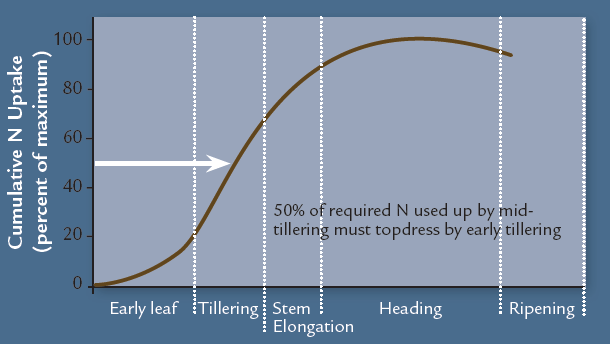 Cumulative N Uptake
(percent of maximum)
100
80
60
40
20
0
50% of required N used up by mid-
tillering must topdress by early tillering
Early leaf
Tillering
Stem
Elongation
Heading
Ripening